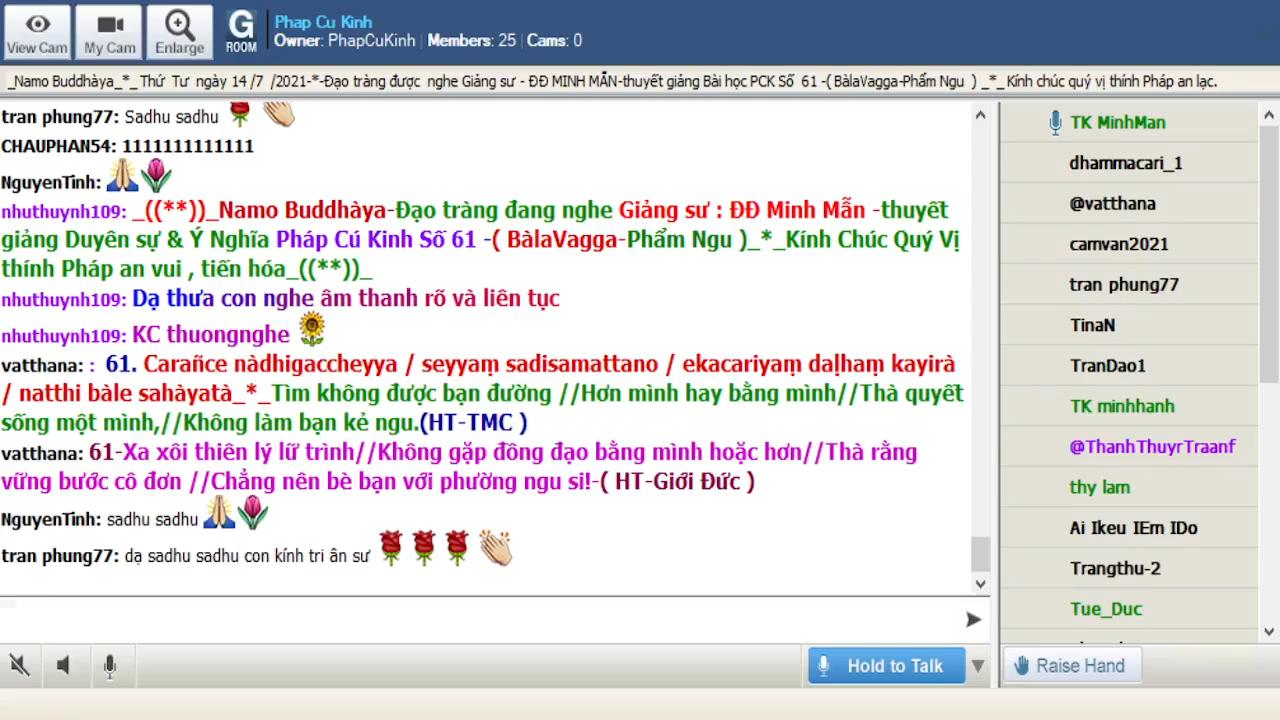 View Cam
My Cam
Enlarge
G
ROOM
Phap Cu Kinh
Owner: PhapCuKinh | Members: 25 | Cams: 0
_Namo Buddhàya_*_Thứ Tư ngày 14 /7 /2021-*-Đạo tràng được nghe Giảng sư - ĐĐ MINH MẪN-thuyết giảng Bài học PCK Số 61 -( BàlaVagga-Phẩm Ngu ) _*_Kính chúc quý vị thính Pháp an lạc.
tran phung77: Sadhu sadhu
CHAUPHAN54: 1111111111111
NguyenTinh:
nhuthuynh109: _((**))_Namo Buddhàya-Đạo tràng đang nghe Giảng sư : ĐĐ Minh Mẫn -thuyết
giảng Duyên sự & Ý Nghĩa Pháp Cú Kinh Số 61 -( BàlaVagga-Phẩm Ngu )_*_Kính Chúc Quý Vị
thính Pháp an vui , tiến hóa_((**))_
nhuthuynh109: Dạ thưa con nghe âm thanh rõ và liên tục
nhuthuynh109: KC thuongnghe
vatthana: : 61. Carañce nàdhigaccheyya / seyyaṃ sadisamattano / ekacariyaṃ daḷhaṃ kayirà
/ natthi bàle sahàyatà_*_Tìm không được bạn đường //Hơn mình hay bằng mình//Thà quyết
sống một mình,//Không làm bạn kẻ ngu.(HT-TMC )
vatthana: 61-Xa xôi thiên lý lữ trình//Không gặp đồng đạo bằng mình hoặc hơn//Thà rằng
vững bước cô đơn //Chẳng nên bè bạn với phường ngu si!-( HT-Giới Đức )
NguyenTinh: sadhu sadhu
tran phung77: dạ sadhu sadhu con kính tri ân sư
TK MinhMan
dhammacari_1
@vatthana
camvan2021
tran phung77
TinaN
TranDao1
TK minhhanh
@ThanhThuyrTraanf
thy lam
Ai Ikeu IEm IDo
Trangthu-2
Tue_Duc
Hold to Talk
Raise Hand